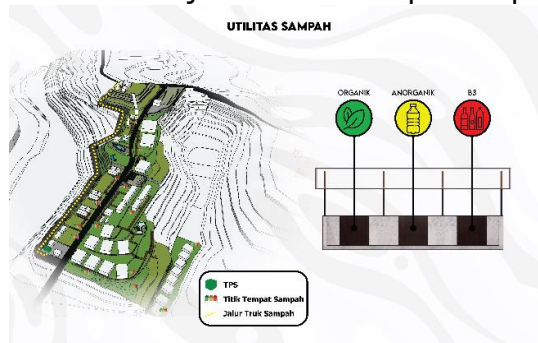 UTILITAS SAMPAH
ORGANIK
ANORGANIK
B3
TPS
Titik Tempat Sampah
Jalur Truk Sampah